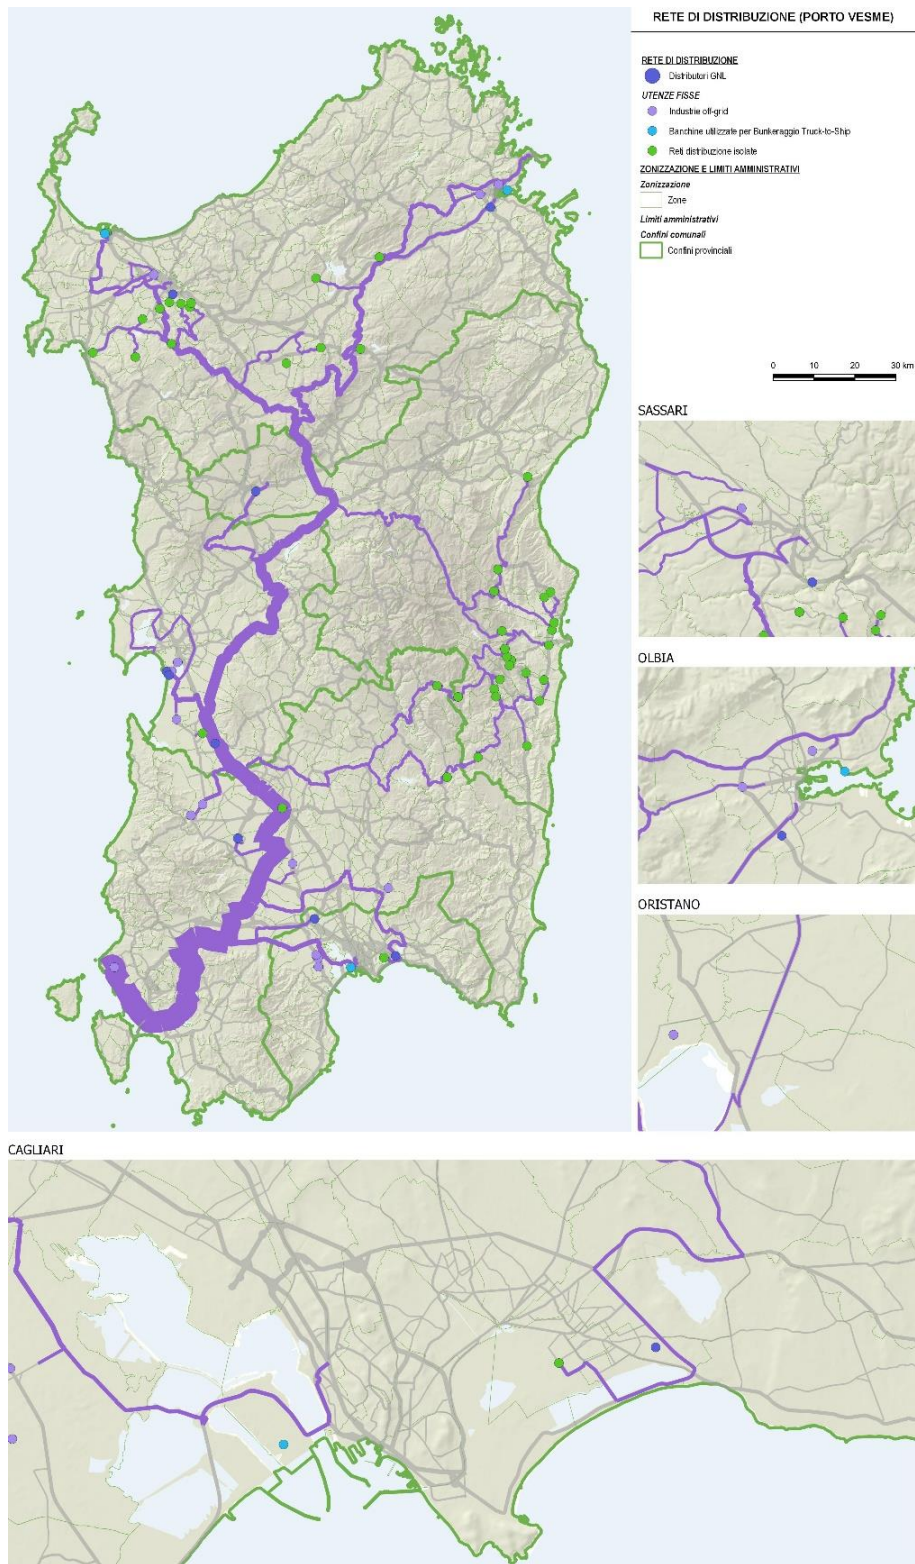 RETE DI DISTRIBUZIONE (PORTO VESME)
RETE DI DISTRIBUZIONE
Distributori GNL
UTENZE FISSE
Industrie off-grid
Banchine utilizzate per Bunkeraggio Truck-to-Ship
Reti distribuzione isolate
ZONIZZAZIONE E LIMITI AMMINISTRATIVI
Zonizzazione
Zone
Limiti amministrativi
Confini comunali
Confini provinciali
0 10 20 30 km
SASSARI
OLBIA
ORISTANO
CAGLIARI